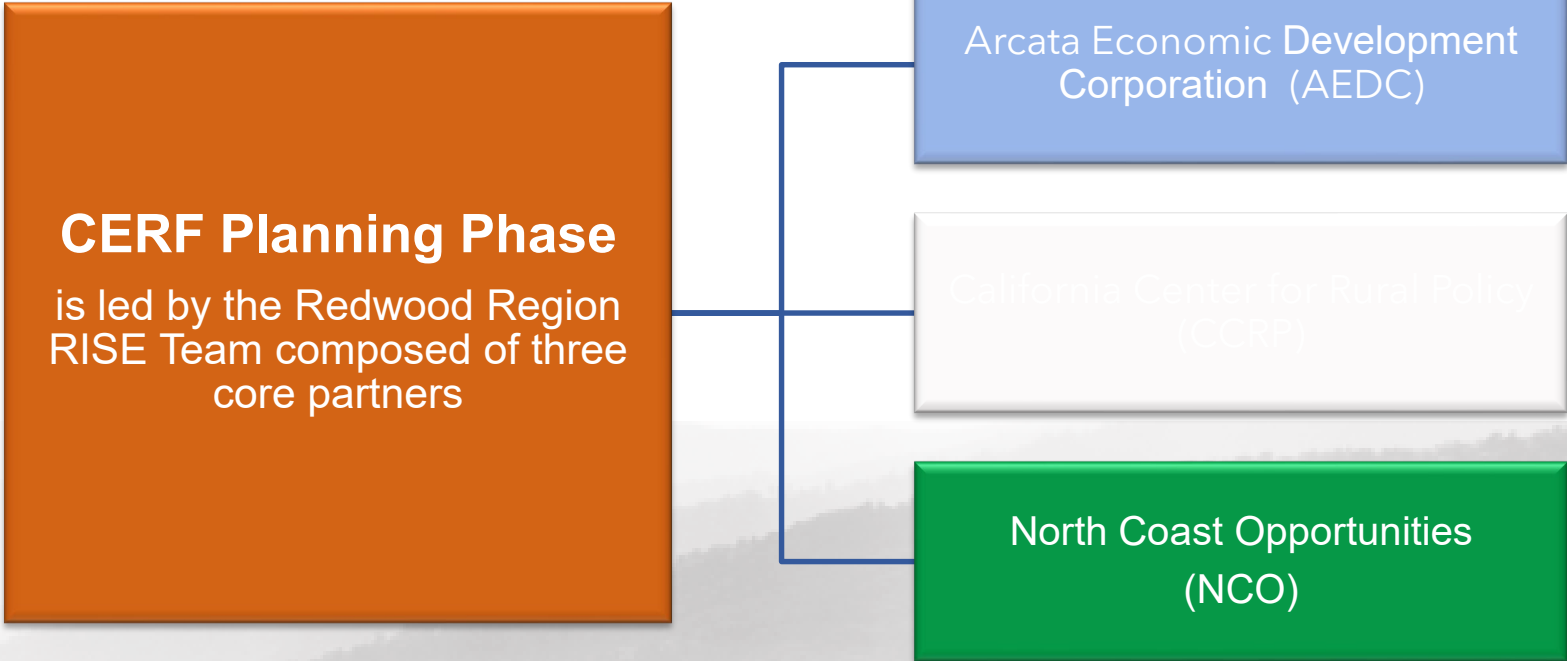 CERF Planning Phase
is led by the Redwood Region
RISE Team composed of three
core partners
Arcata Economic Development
Corporation (AEDC)
California Center for Rural Policy
(CCRP)
North Coast Opportunities
(NCO)